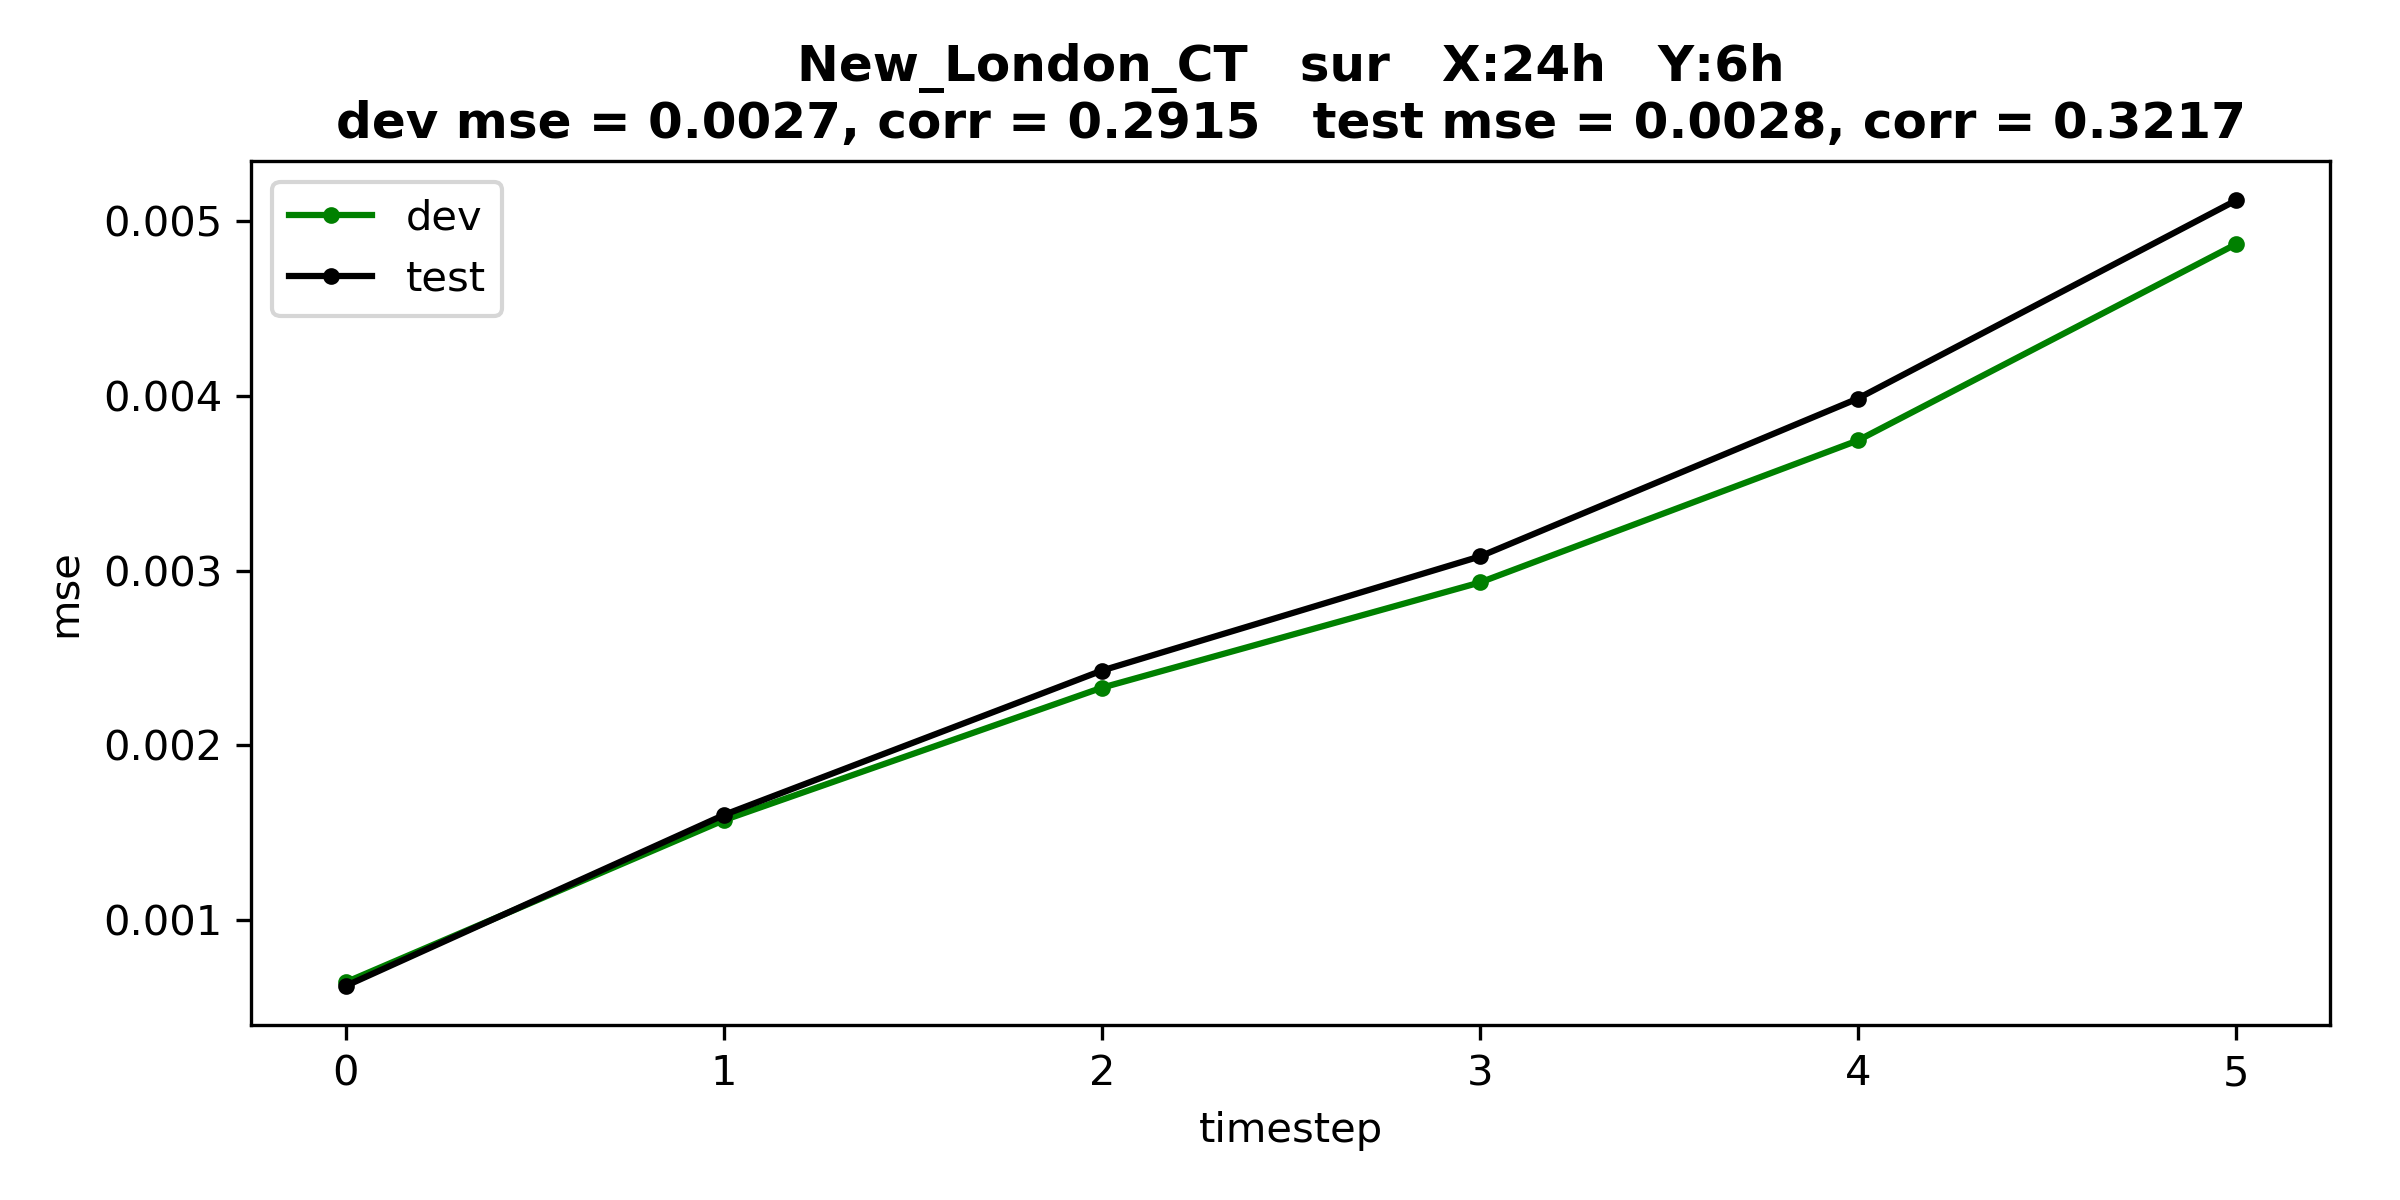 New_London_CT sur X:24h Y:6h
dev mse = 0.0027, corr = 0.2915 test mse = 0.0028, corr = 0.3217
dev
test
0.005
0.004
0.003
0.002
0.001
mse
0 1 2 3 4 5
timestep